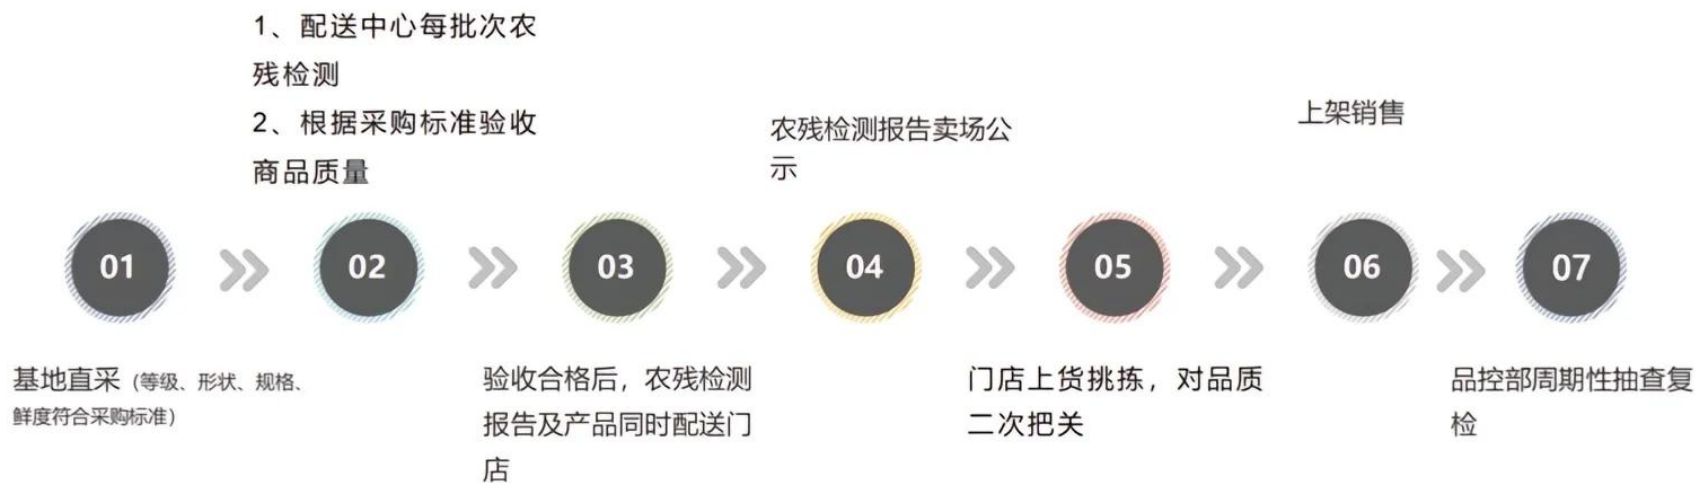 1、配送中心每批次农
残检测
2、根据采购标准验收
商品质量
农残检测报告卖场公
示
上架销售
01
02
03
04
05
06
07
基地直采（等级、形状、规格、
鲜度符合采购标准）
验收合格后，农残检测
报告及产品同时配送门
店
门店上货挑拣，对品质
二次把关
品控部周期性抽查复
检